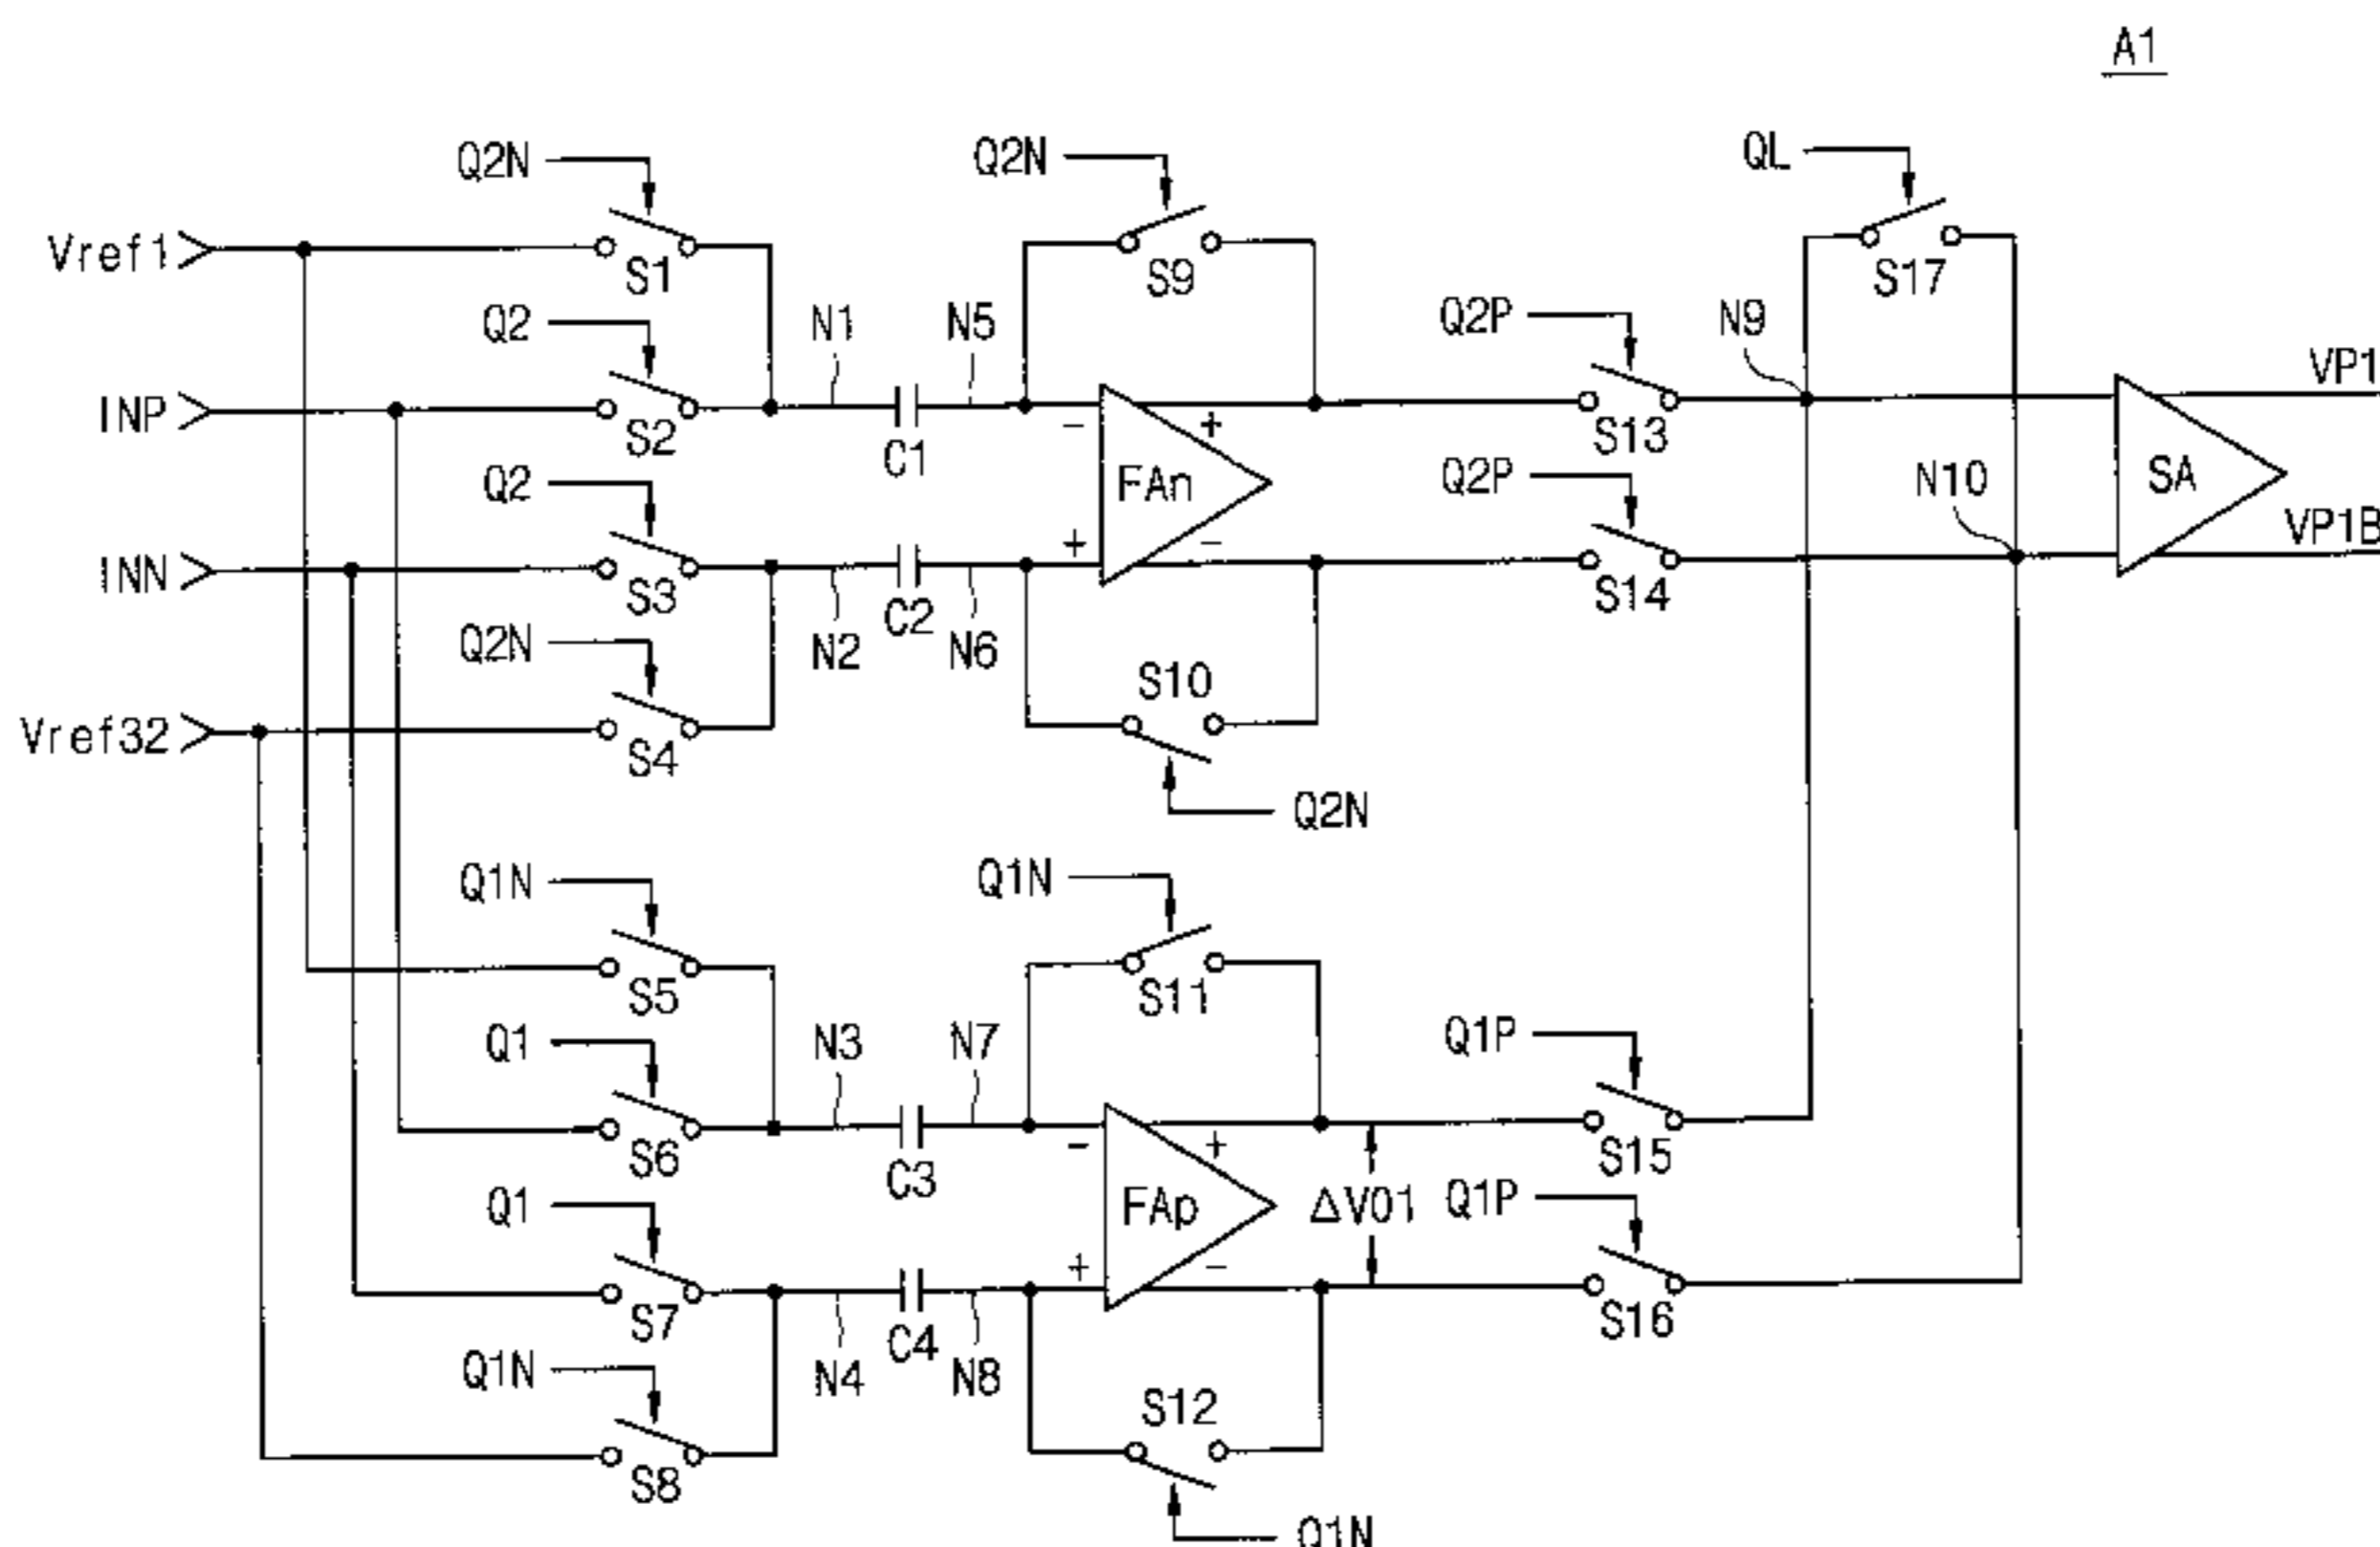 A1
Q2N
Q2N
QL
Vref1
S1
S9
S17
Q2
N1
N5
Q2P
N9
VP1
INP
S2
C1
-
+
S13
Q2
FAn
Q2P
N10
SA
VP1B
INN
S3
C2
+
-
S14
Q2N
N2
N6
S10
Vref32
S4
Q2N
Q1N
Q1N
S5
S11
Q1
N3
N7
Q1P
S6
C3
-
+
S15
Q1
FAp
ΔVO1
Q1P
S7
C4
+
-
S16
Q1N
N4
N8
S12
S8
Q1N